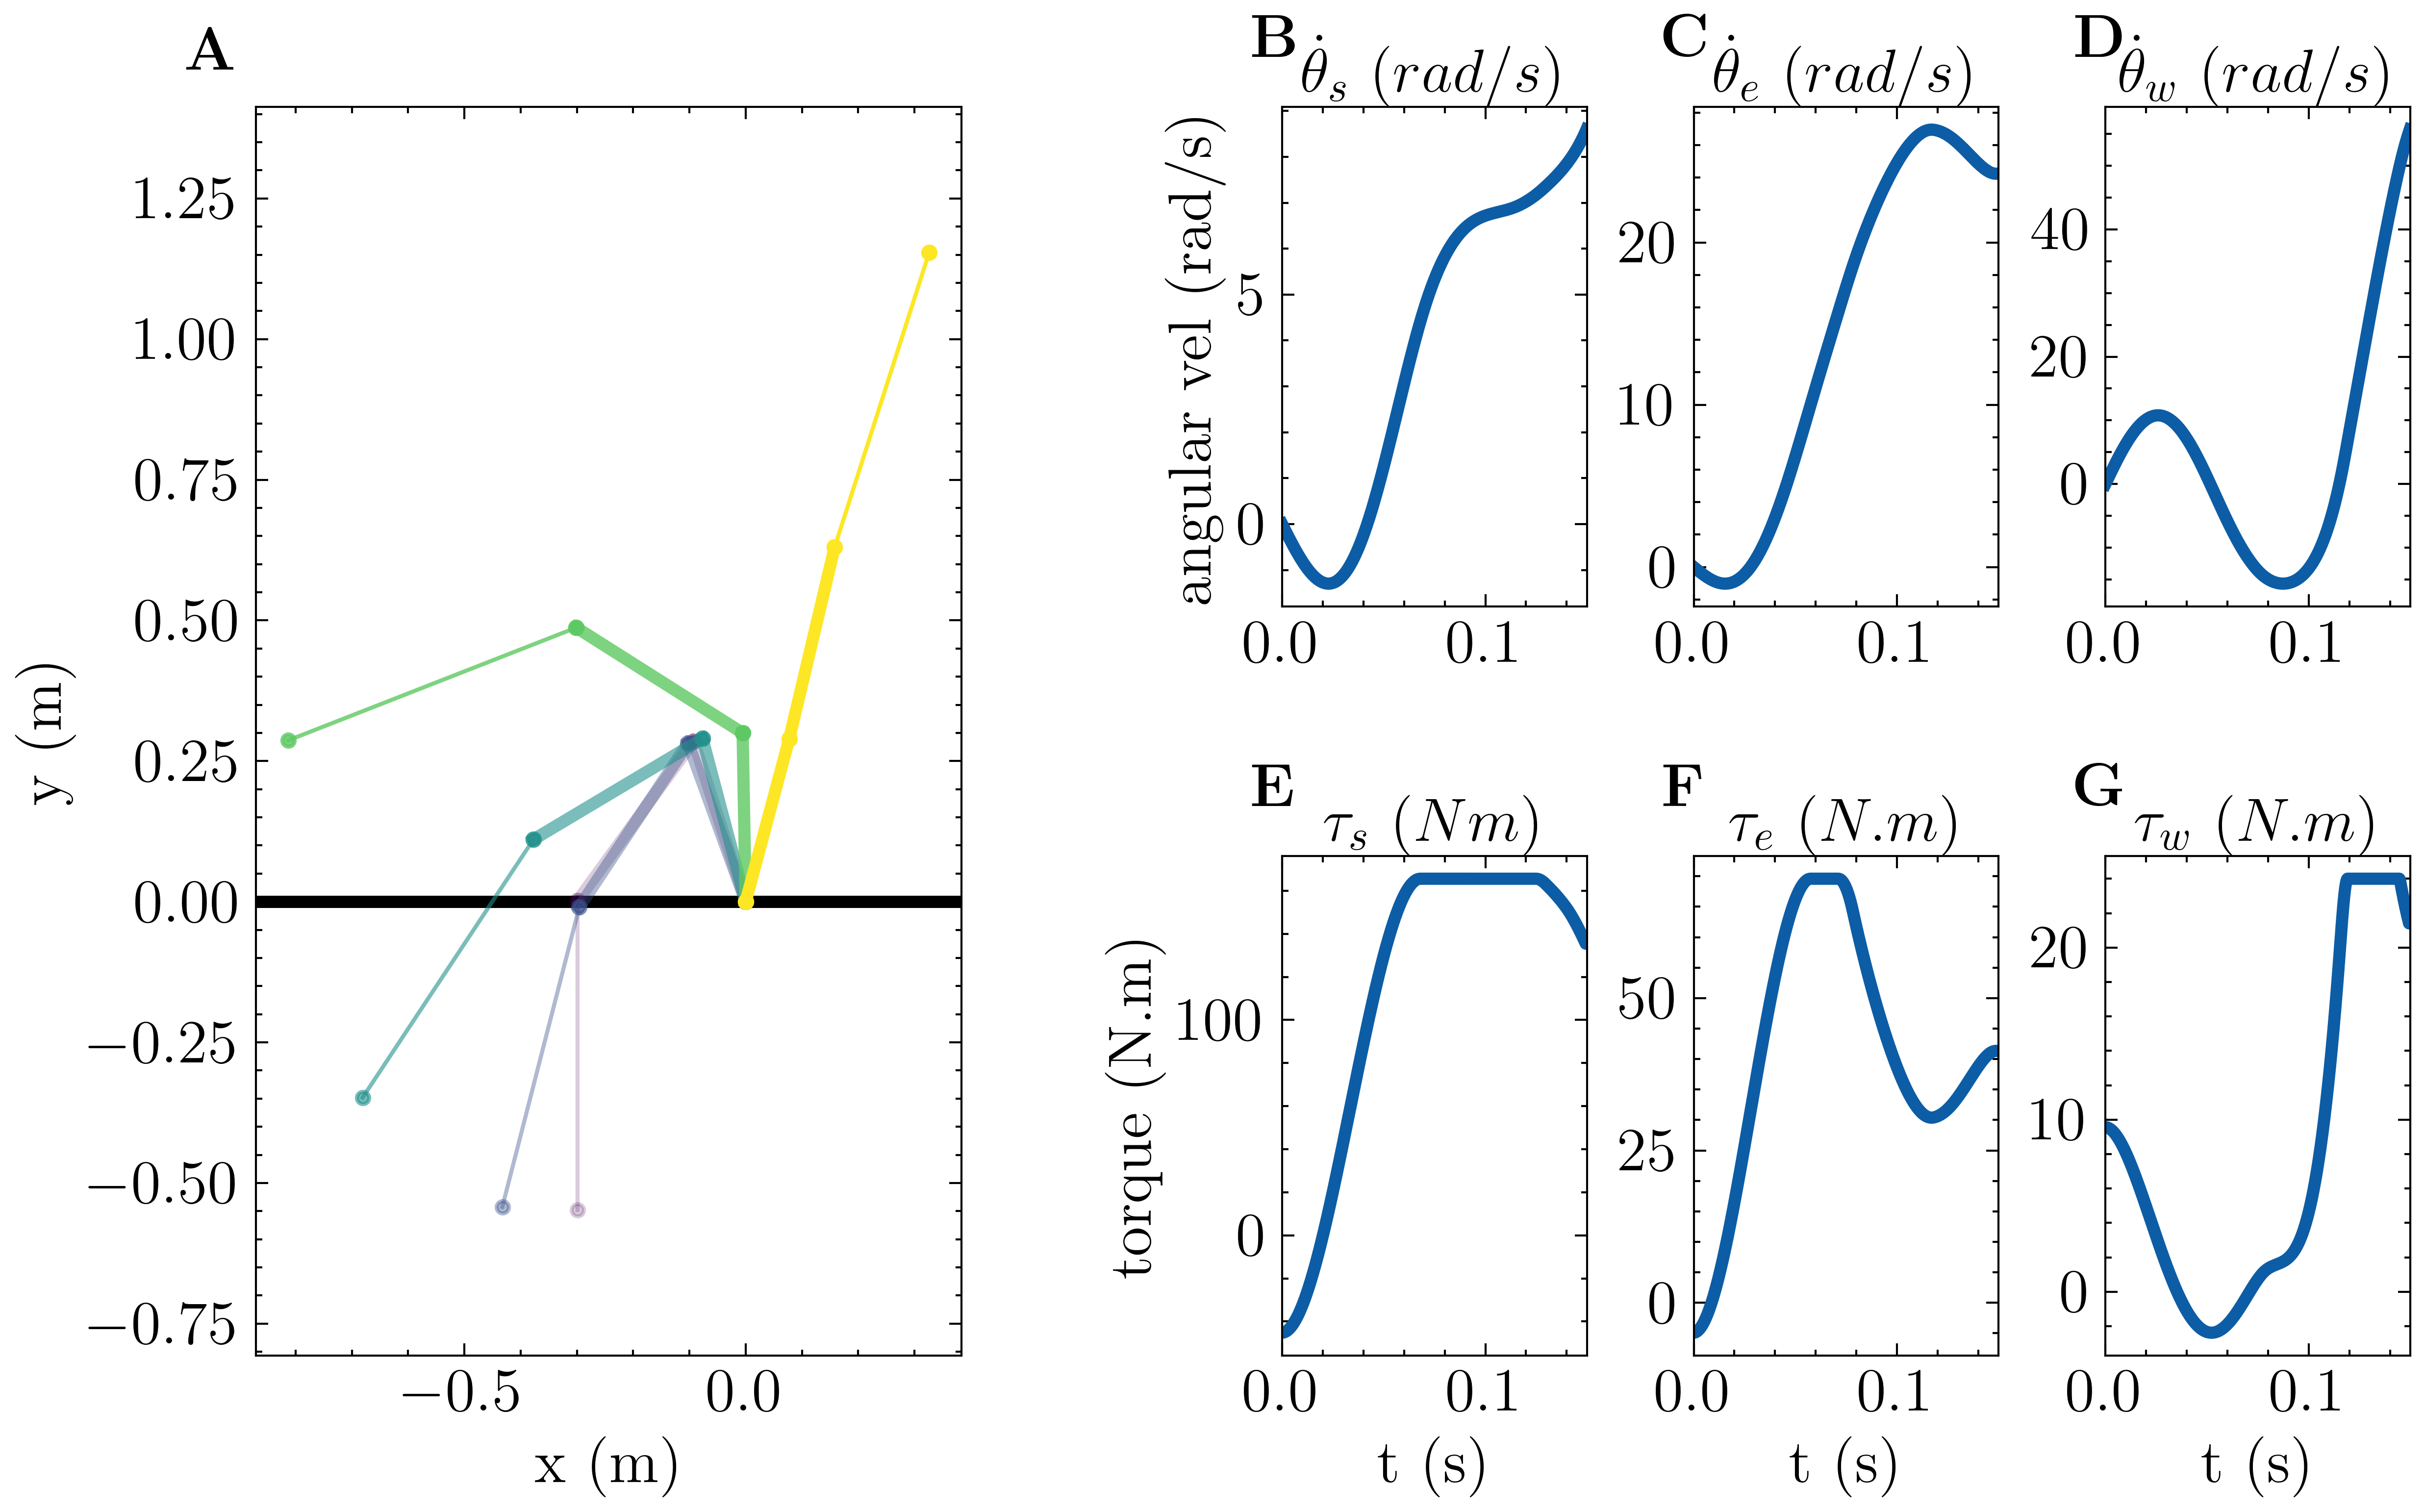 A
1.25
1.00
0.75
0.50
0.25
0.00
−0.25
−0.50
−0.75
y (m)
−0.5 0.0
x (m)
B
θ̇s (rad/s)
angular vel (rad/s)
5
0
0.0 0.1
C
θ̇e (rad/s)
20
10
0
0.0 0.1
D
θ̇w (rad/s)
40
20
0
0.0 0.1
E
τs (Nm)
torque (N.m)
100
0
0.0 0.1
t (s)
F
τe (N.m)
50
25
0
0.0 0.1
t (s)
G
τw (N.m)
20
10
0
0.0 0.1
t (s)